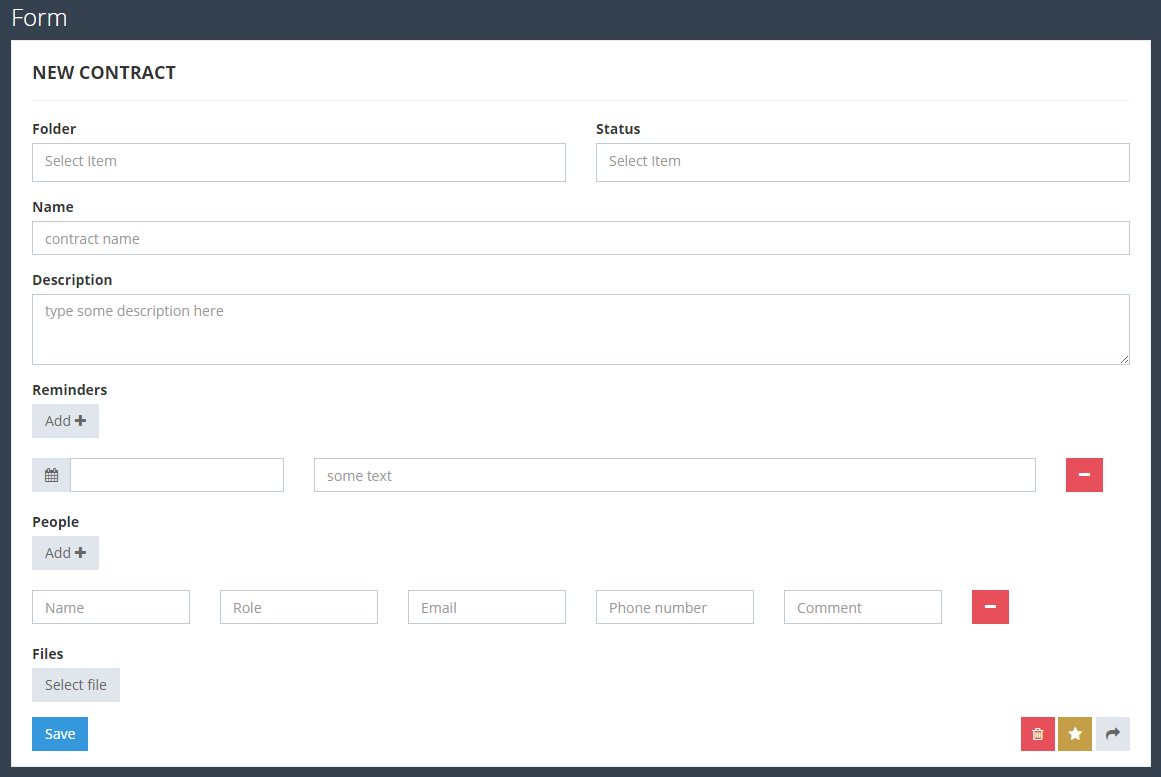 Form
NEW CONTRACT
Folder Status
Select Item Select Item
Name
contract name
Description
type some description here
Reminders
Add
some text
People
Add
Name Role Email Phone number Comment
Files
Select file
Save